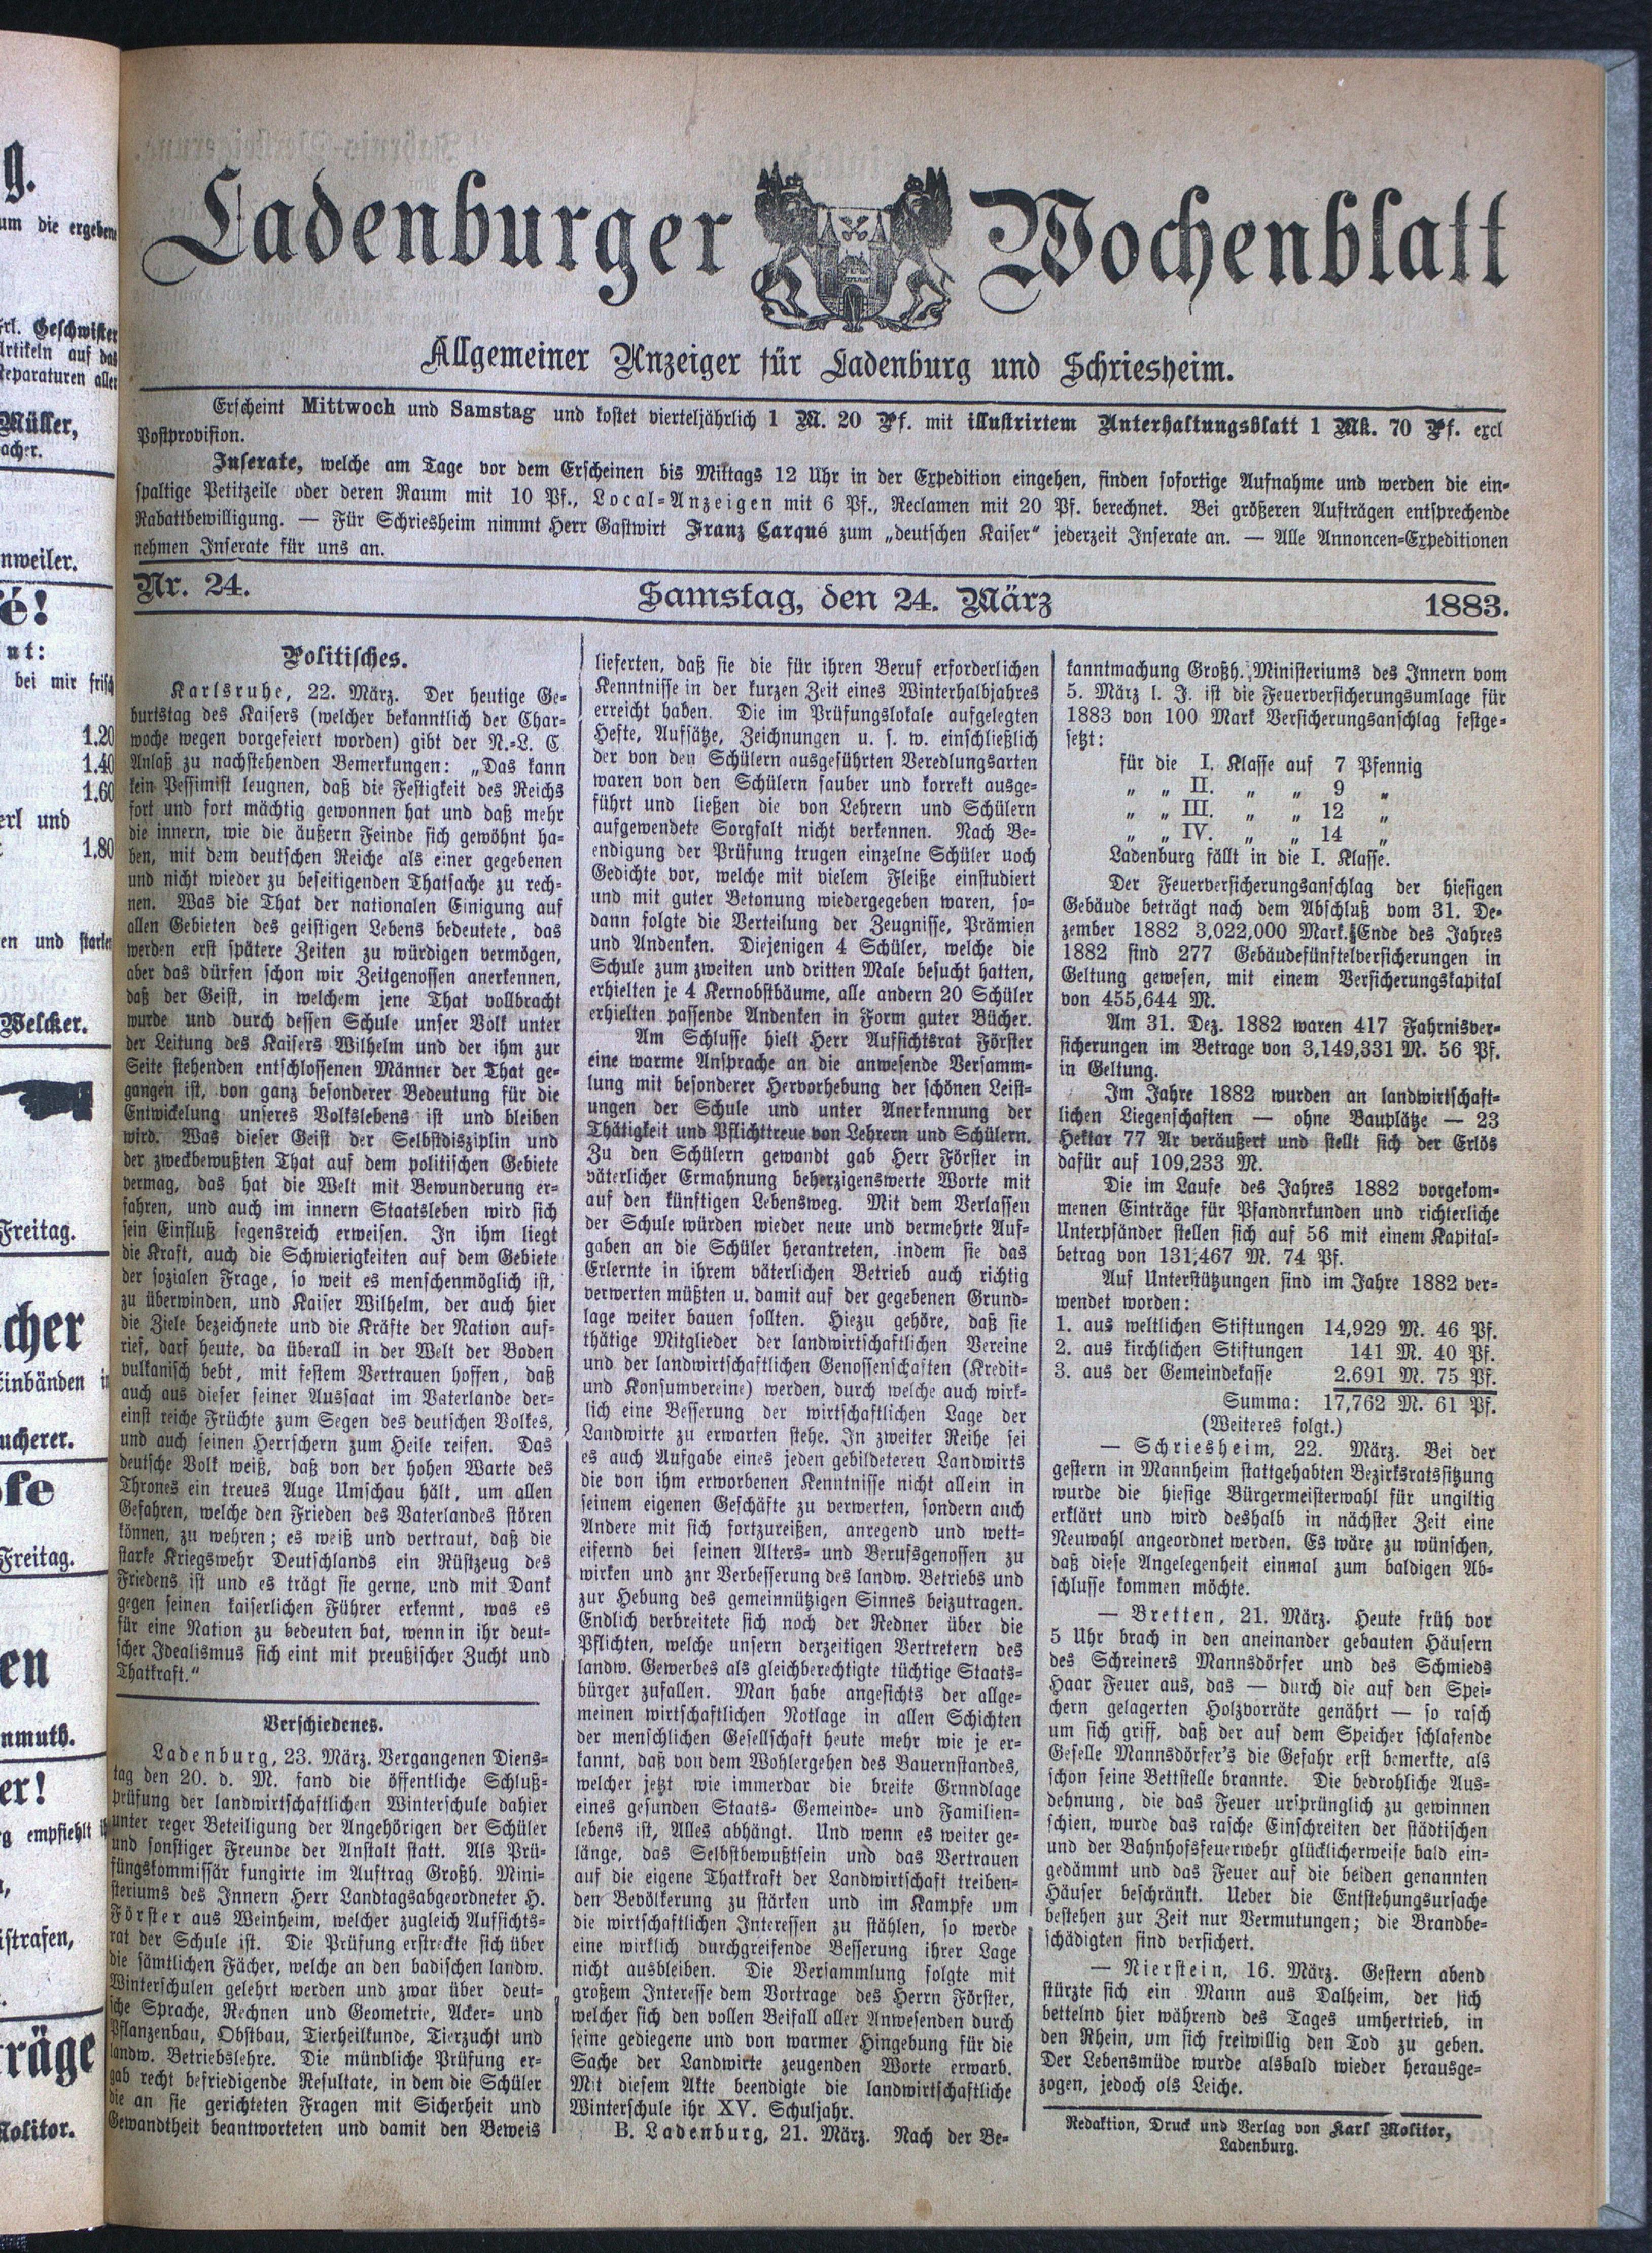 Ladenburger Wochenblatt
Allgemeiner Anzeiger für Ladenburg und Schriesheim.
Erscheint Mittwoch und Samstag und kostet vierteljährlich 1 M. 20 Pf. mit illustrirtem Unterhaltungsblatt 1 Mk. 70 Pf. excl
Postprovision.
Inserate, welche am Tage vor dem Erscheinen bis Mittags 12 Uhr in der Expedition eingehen, finden sofortige Aufnahme und werden die ein-
spaltige Petitzeile oder deren Raum mit 10 Pf., Local-Anzeigen mit 6 Pf., Reclamen mit 20 Pf. berechnet. Bei größeren Aufträgen entsprechende
Rabattbewilligung. — Für Schriesheim nimmt Herr Gastwirt Franz Carqué zum „deutschen Kaiser“ jederzeit Inserate an. — Alle Annoncen-Expeditionen
nehmen Inserate für uns an.
Nr. 24. Samstag, den 24. März 1883.
Politisches.
Karlsruhe, 22. März. Der heutige Ge-
burtstag des Kaisers (welcher bekanntlich der Char-
woche wegen vorgefeiert worden) gibt der N.-L. C
Anlaß zu nachstehenden Bemerkungen: „Das kann
kein Pessimist leugnen, daß die Festigkeit des Reichs
fort und fort mächtig gewonnen hat und daß mehr
die innern, wie die äußern Feinde sich gewöhnt ha-
ben, mit dem deutschen Reiche als einer gegebenen
und nicht wieder zu beseitigenden Thatsache zu rech-
nen. Was die That der nationalen Einigung auf
allen Gebieten des geistigen Lebens bedeutete, das
werden erst spätere Zeiten zu würdigen vermögen,
aber das dürfen schon wir Zeitgenossen anerkennen,
daß der Geist, in welchem jene That vollbracht
wurde und durch dessen Schule unser Volk unter
der Leitung des Kaisers Wilhelm und der ihm zur
Seite stehenden entschlossenen Männer der That ge-
gangen ist, von ganz besonderer Bedeutung für die
Entwickelung unseres Volkslebens ist und bleiben
wird. Was dieser Geist der Selbstdisziplin und
der zweckbewußten That auf dem politischen Gebiete
vermag, das hat die Welt mit Bewunderung er-
fahren, und auch im innern Staatsleben wird sich
sein Einfluß segensreich erweisen. In ihm liegt
die Kraft, auch die Schwierigkeiten auf dem Gebiete
der sozialen Frage, so weit es menschenmöglich ist,
zu überwinden, und Kaiser Wilhelm, der auch hier
die Ziele bezeichnete und die Kräfte der Nation auf-
rief, darf heute, da überall in der Welt der Boden
vulkanisch bebt, mit festem Vertrauen hoffen, daß
auch aus dieser seiner Aussaat im Vaterlande der-
einst reiche Früchte zum Segen des deutschen Volkes,
und auch seinen Herrschern zum Heile reifen. Das
deutsche Volk weiß, daß von der hohen Warte des
Thrones ein treues Auge Umschau hält, um allen
Gefahren, welche den Frieden des Vaterlandes stören
können, zu wehren; es weiß und vertraut, daß die
starke Kriegswehr Deutschlands ein Rüstzeug des
Friedens ist und es trägt sie gerne, und mit Dank
gegen seinen kaiserlichen Führer erkennt, was es
für eine Nation zu bedeuten hat, wenn in ihr deut-
scher Idealismus sich eint mit preußischer Zucht und
Thatkraft.“
Verschiedenes.
Ladenburg, 23. März. Vergangenen Diens-
tag den 20. d. M. fand die öffentliche Schluß-
prüfung der landwirtschaftlichen Winterschule dahier
unter reger Beteiligung der Angehörigen der Schüler
und sonstiger Freunde der Anstalt statt. Als Prü-
fungskommissär fungirte im Auftrag Großh. Mini-
steriums des Innern Herr Landtagsabgeordneter H.
Förster aus Weinheim, welcher zugleich Aufsichts-
rat der Schule ist. Die Prüfung erstreckte sich über
die sämtlichen Fächer, welche an den badischen landw.
Winterschulen gelehrt werden und zwar über deut-
sche Sprache, Rechnen und Geometrie, Acker- und
Pflanzenbau, Obstbau, Tierheilkunde, Tierzucht und
landw. Betriebslehre. Die mündliche Prüfung er-
gab recht befriedigende Resultate, in dem die Schüler
die an sie gerichteten Fragen mit Sicherheit und
Gewandtheit beantworteten und damit den Beweis
lieferten, daß sie die für ihren Beruf erforderlichen
Kenntnisse in der kurzen Zeit eines Winterhalbjahres
erreicht haben. Die im Prüfungslokale aufgelegten
Hefte, Aufsätze, Zeichnungen u. s. w. einschließlich
der von den Schülern ausgeführten Veredlungsarten
waren von den Schülern sauber und korrekt ausge-
führt und ließen die von Lehrern und Schülern
aufgewendete Sorgfalt nicht verkennen. Nach Be-
endigung der Prüfung trugen einzelne Schüler uoch
Gedichte vor, welche mit vielem Fleiße einstudiert
und mit guter Betonung wiedergegeben waren, so-
dann folgte die Verteilung der Zeugnisse, Prämien
und Andenken. Diejenigen 4 Schüler, welche die
Schule zum zweiten und dritten Male besucht hatten,
erhielten je 4 Kernobstbäume, alle andern 20 Schüler
erhielten passende Andenken in Form guter Bücher.
Am Schlusse hielt Herr Aufsichtsrat Förster
eine warme Ansprache an die anwesende Versamm-
lung mit besonderer Hervorhebung der schönen Leist-
ungen der Schule und unter Anerkennung der
Thätigkeit und Pflichttreue von Lehrern und Schülern.
Zu den Schülern gewandt gab Herr Förster in
väterlicher Ermahnung beherzigenswerte Worte mit
auf den künftigen Lebensweg. Mit dem Verlassen
der Schule würden wieder neue und vermehrte Auf-
gaben an die Schüler herantreten, indem sie das
Erlernte in ihrem väterlichen Betrieb auch richtig
verwerten müßten u. damit auf der gegebenen Grund-
lage weiter bauen sollten. Hiezu gehöre, daß sie
thätige Mitglieder der landwirtschaftlichen Vereine
und der landwirtschaftlichen Genossenschaften (Kredit-
und Konsumvereine) werden, durch welche auch wirk-
lich eine Besserung der wirtschaftlichen Lage der
Landwirte zu erwarten stehe. In zweiter Reihe sei
es auch Aufgabe eines jeden gebildeteren Landwirts
die von ihm erworbenen Kenntnisse nicht allein in
seinem eigenen Geschäfte zu verwerten, sondern auch
Andere mit sich fortzureißen, anregend und wett-
eifernd bei seinen Alters- und Berufsgenossen zu
wirken und znr Verbesserung des landw. Betriebs und
zur Hebung des gemeinnützigen Sinnes beizutragen.
Endlich verbreitete sich noch der Redner über die
Pflichten, welche unsern derzeitigen Vertretern des
landw. Gewerbes als gleichberechtigte tüchtige Staats-
bürger zufallen. Man habe angesichts der allge-
meinen wirtschaftlichen Notlage in allen Schichten
der menschlichen Gesellschaft heute mehr wie je er-
kannt, daß von dem Wohlergehen des Bauernstandes,
welcher jetzt wie immerdar die breite Grnndlage
eines gesunden Staats- Gemeinde- und Familien-
lebens ist, Alles abhängt. Und wenn es weiter ge-
länge, das Selbstbewußtsein und das Vertrauen
auf die eigene Thatkraft der Landwirtschaft treiben-
den Bevölkerung zu stärken und im Kampfe um
die wirtschaftlichen Interessen zu stählen, so werde
eine wirklich durchgreifende Besserung ihrer Lage
nicht ausbleiben. Die Versammlung folgte mit
großem Interesse dem Vortrage des Herrn Förster,
welcher sich den vollen Beifall aller Anwesenden durch
seine gediegene und von warmer Hingebung für die
Sache der Landwirte zeugenden Worte erwarb.
Mit diesem Akte beendigte die landwirtschaftliche
Winterschule ihr XV. Schuljahr.
B. Ladenburg, 21. März. Nach der Be-
kanntmachung Großh. Ministeriums des Innern vom
5. März l. J. ist die Feuerversicherungsumlage für
1883 von 100 Mark Versicherungsanschlag festge-
setzt:
für die I. Klasse auf 7 Pfennig
„ „ II. „ „ 9 „
„ „ III. „ „ 12 „
„ „ IV. „ „ 14 „
Ladenburg fällt in die I. Klasse.
Der Feuerversicherungsanschlag der hiesigen
Gebäude beträgt nach dem Abschluß vom 31. De-
zember 1882 3,022,000 Mark. Ende des Jahres
1882 sind 277 Gebäudefünftelversicherungen in
Geltung gewesen, mit einem Versicherungskapital
von 455,644 M.
Am 31. Dez. 1882 waren 417 Fahrnisver-
sicherungen im Betrage von 3,149,331 M. 56 Pf.
in Geltung.
Im Jahre 1882 wurden an landwirtschaft-
lichen Liegenschaften — ohne Bauplätze — 23
Hektar 77 Ar veräußert und stellt sich der Erlös
dafür auf 109,233 M.
Die im Laufe des Jahres 1882 vorgekom-
menen Einträge für Pfandnrkunden und richterliche
Unterpfänder stellen sich auf 56 mit einem Kapital-
betrag von 131,467 M. 74 Pf.
Auf Unterstützungen sind im Jahre 1882 ver-
wendet worden:
1. aus weltlichen Stiftungen 14,929 M. 46 Pf.
2. aus kirchlichen Stiftungen 141 M. 40 Pf.
3. aus der Gemeindekasse 2.691 M. 75 Pf.
Summa: 17,762 M. 61 Pf.
(Weiteres folgt.)
— Schriesheim, 22. März. Bei der
gestern in Mannheim stattgehabten Bezirksratssitzung
wurde die hiesige Bürgermeisterwahl für ungiltig
erklärt und wird deshalb in nächster Zeit eine
Neuwahl angeordnet werden. Es wäre zu wünschen,
daß diese Angelegenheit einmal zum baldigen Ab-
schlusse kommen möchte.
— Bretten, 21. März. Heute früh vor
5 Uhr brach in den aneinander gebauten Häusern
des Schreiners Mannsdörfer und des Schmieds
Haar Feuer aus, das — durch die auf den Spei-
chern gelagerten Holzvorräte genährt — so rasch
um sich griff, daß der auf dem Speicher schlafende
Geselle Mannsdörfer's die Gefahr erst bemerkte, als
schon seine Bettstelle brannte. Die bedrohliche Aus-
dehnung, die das Feuer ursprünglich zu gewinnen
schien, wurde das rasche Einschreiten der städtischen
und der Bahnhofsfeuerwehr glücklicherweise bald ein-
gedämmt und das Feuer auf die beiden genannten
Häuser beschränkt. Ueber die Entstehungsursache
bestehen zur Zeit nur Vermutungen; die Brandbe-
schädigten sind versichert.
— Nierstein, 16. März. Gestern abend
stürzte sich ein Mann aus Dalheim, der sich
bettelnd hier während des Tages umhertrieb, in
den Rhein, um sich freiwillig den Tod zu geben.
Der Lebensmüde wurde alsbald wieder herausge-
zogen, jedoch ols Leiche.
Redaktion, Druck und Verlag von Karl Molitor,
Ladenburg.